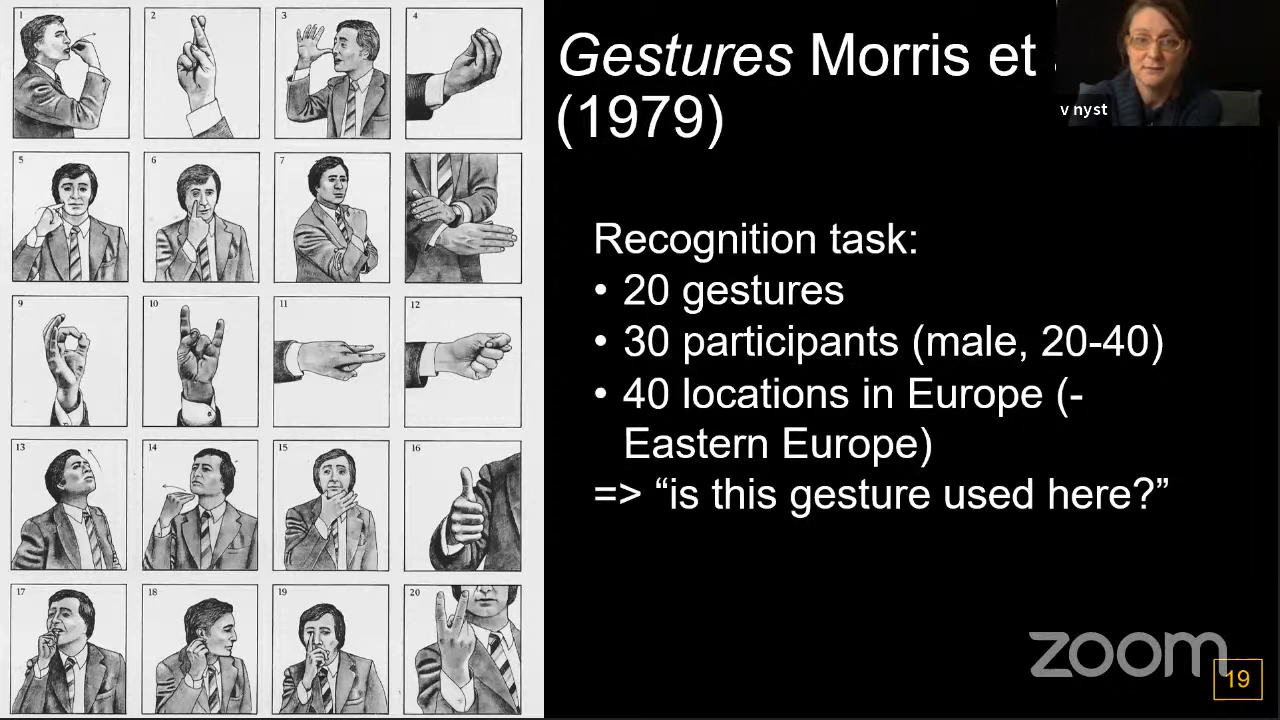 1 2 3 4
5 6 7
9 10 11 12
13 14 15 16
17 18 19 20
Gestures Morris et
(1979)
v nyst
Recognition task:
• 20 gestures
• 30 participants (male, 20-40)
• 40 locations in Europe (-
Eastern Europe)
=> “is this gesture used here?”
zoom
19